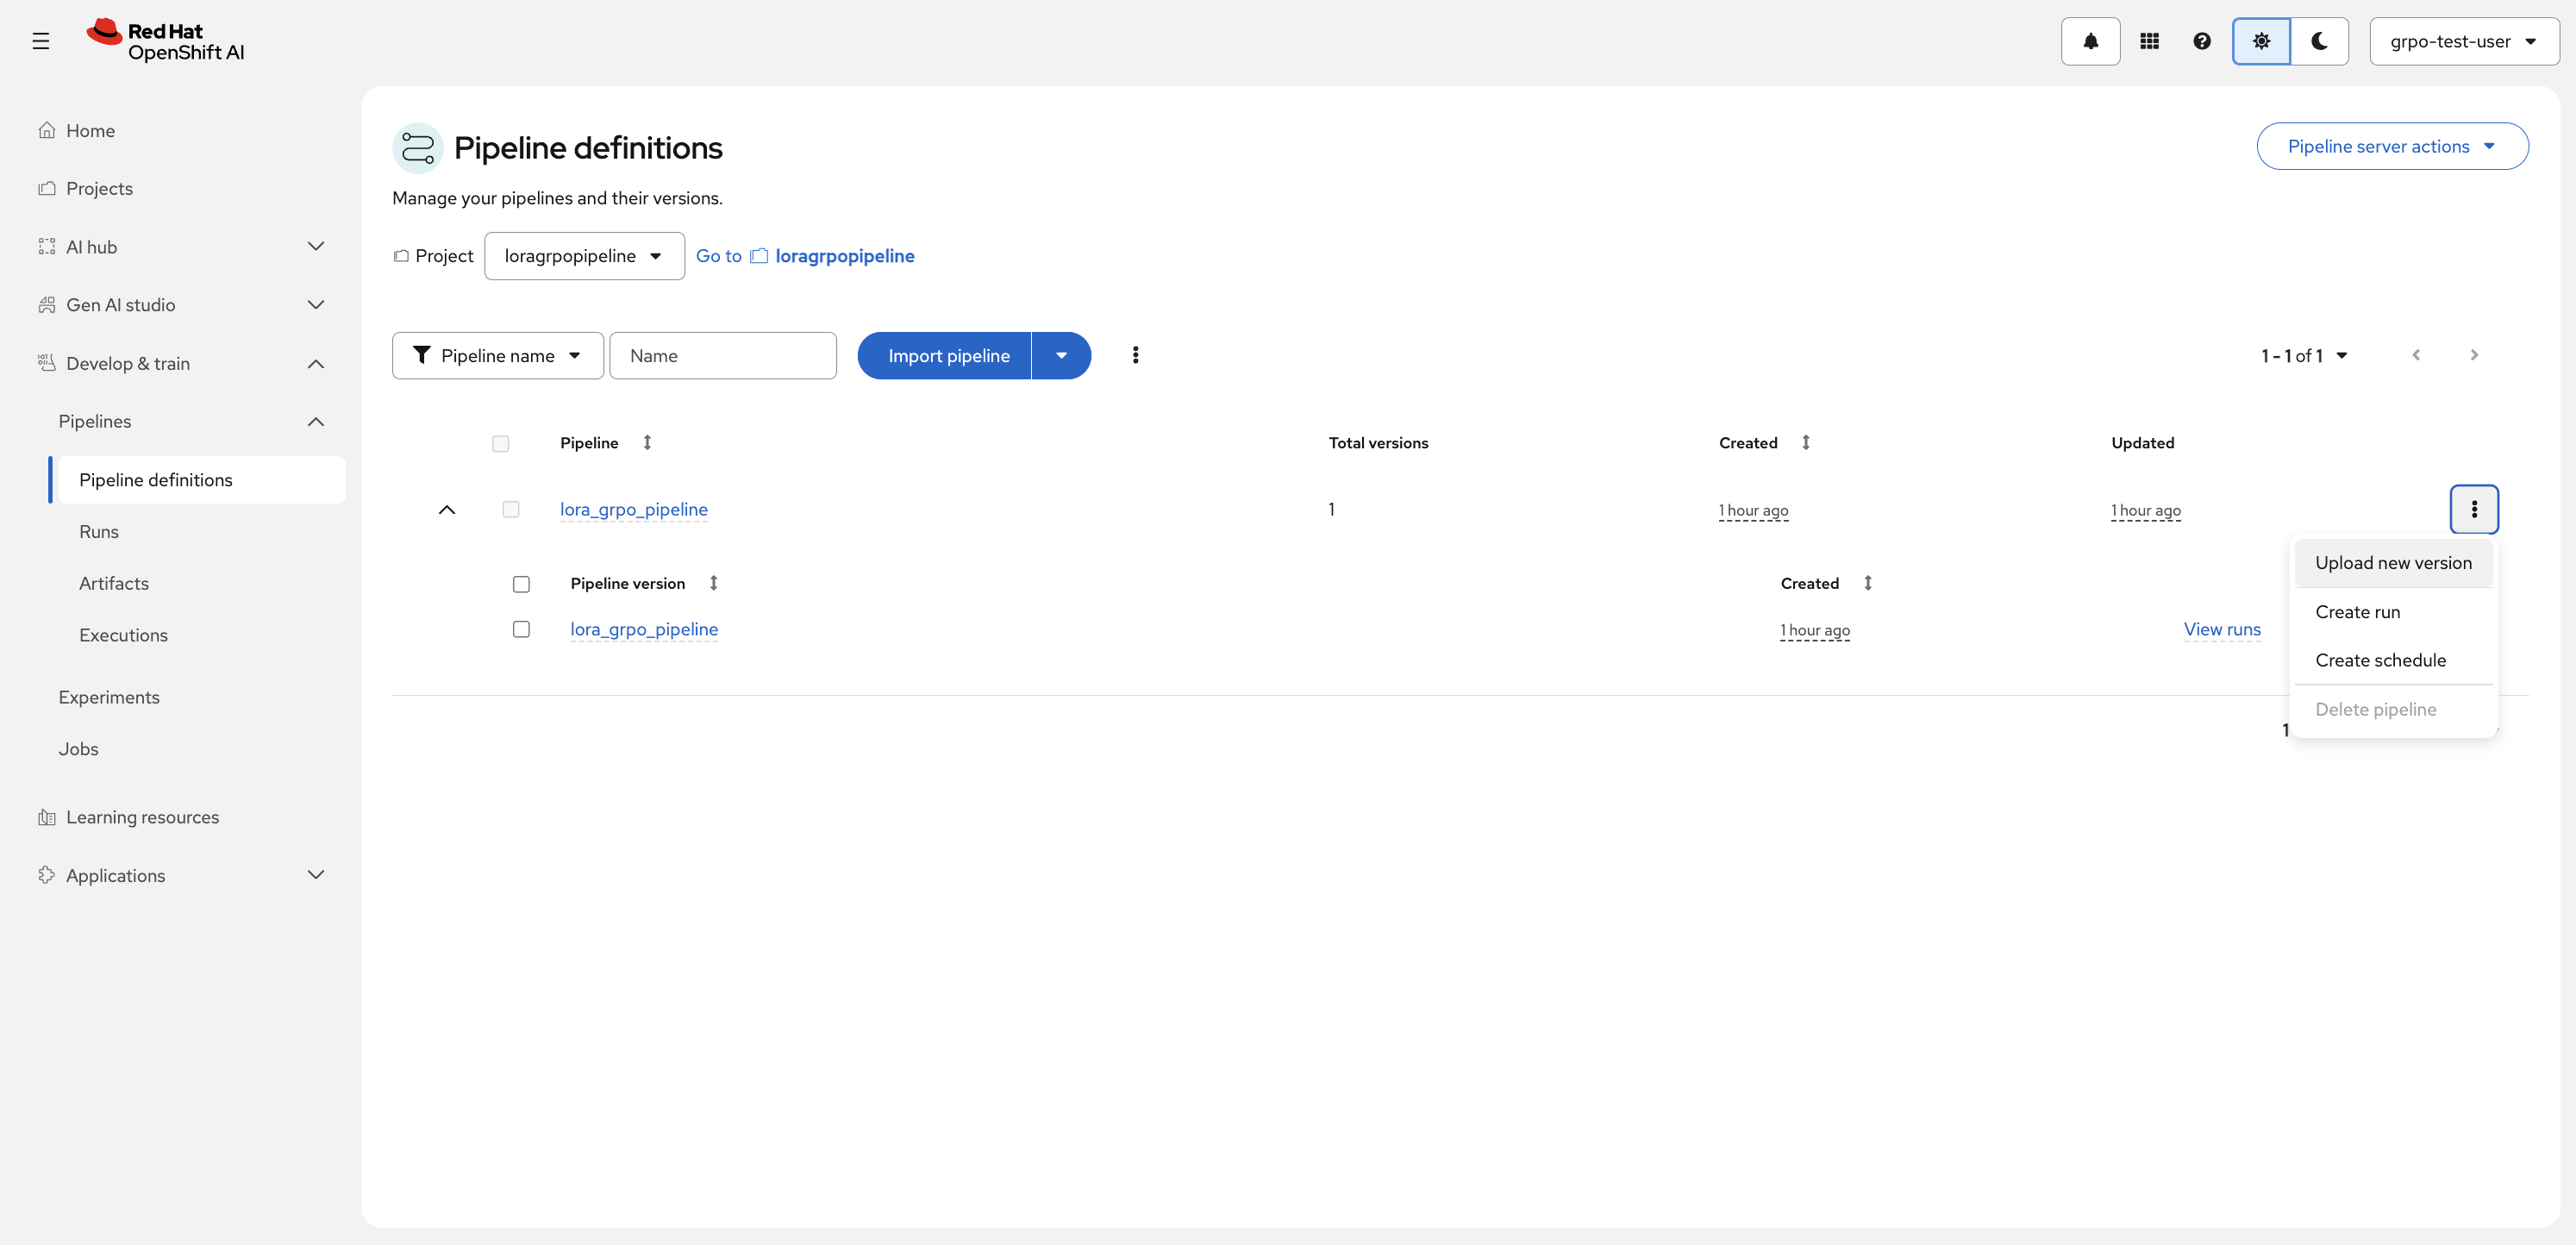 Red Hat
OpenShift AI
grpo-test-user
Home
Projects
AI hub
Gen AI studio
Develop & train
Pipelines
Pipeline definitions
Runs
Artifacts
Executions
Experiments
Jobs
Learning resources
Applications
Pipeline definitions
Pipeline server actions
Manage your pipelines and their versions.
Project loragrpopipeline Go to loragrpopipeline
Pipeline name Name Import pipeline 1 - 1 of 1
Pipeline Total versions Created Updated
lora_grpo_pipeline 1 1 hour ago 1 hour ago
Pipeline version Created
lora_grpo_pipeline 1 hour ago View runs
Upload new version
Create run
Create schedule
Delete pipeline
1